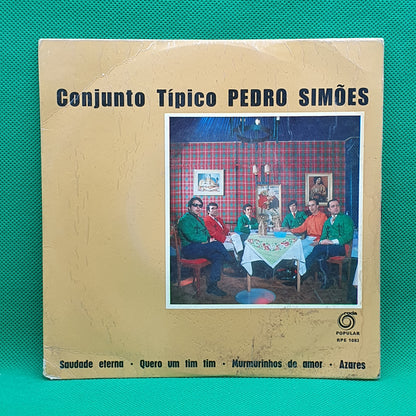 Conjunto Típico PEDRO SIMÕES
POPULAR
RPE 1083
Saudade eterna · Quero um tim tim · Murmurinhos de amor · Azares